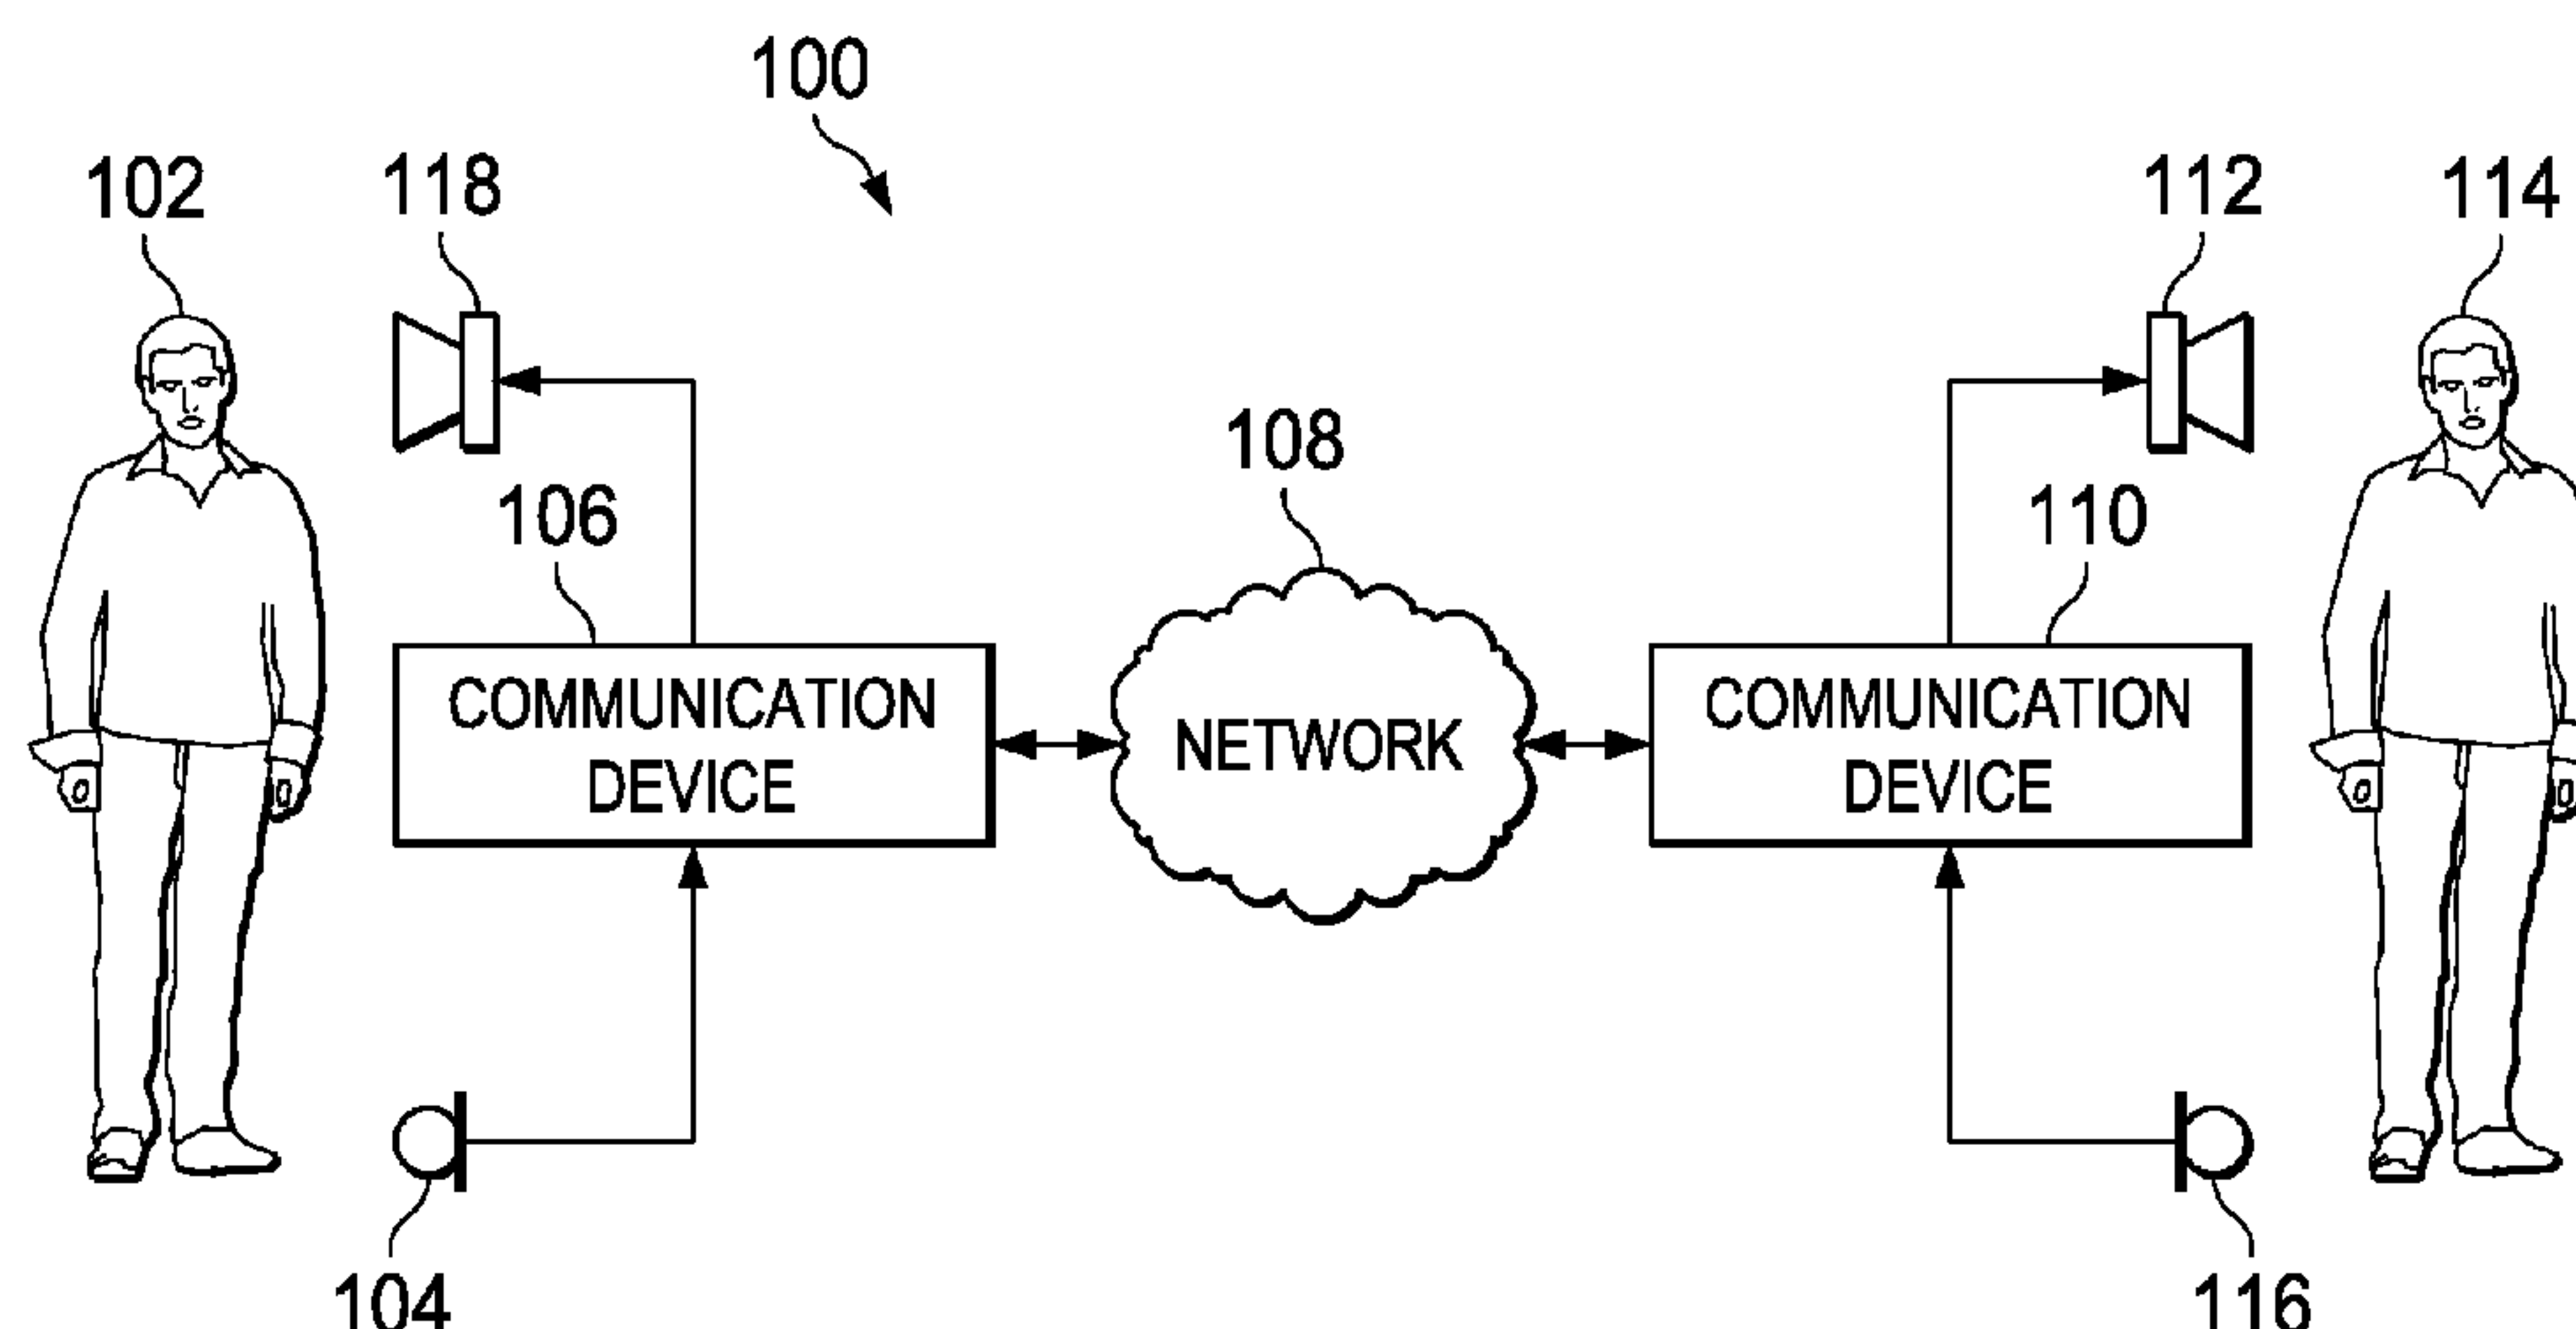 100
102
118
112
114
108
106
110
COMMUNICATION
DEVICE
NETWORK
COMMUNICATION
DEVICE
104
116